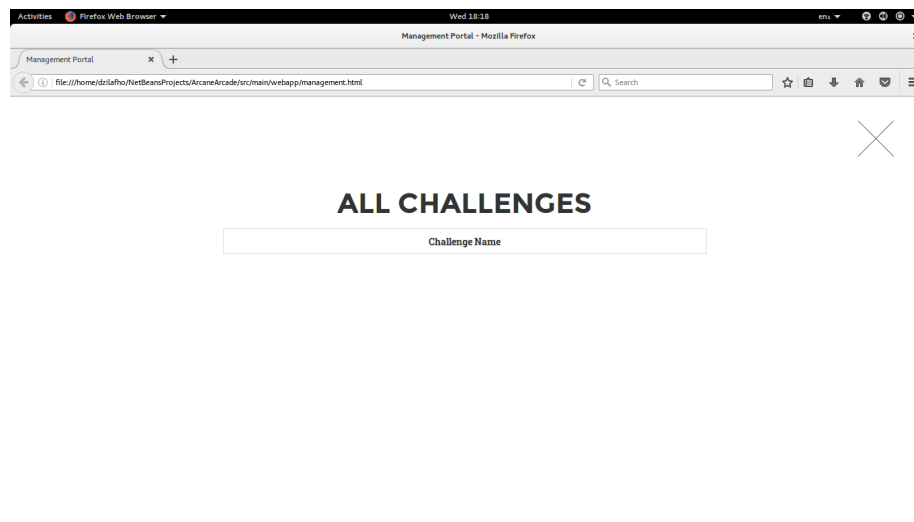 Activities Firefox Web Browser Wed 18:18 en₁
Management Portal - Mozilla Firefox
Management Portal
file:///home/dzilafho/NetBeansProjects/ArcaneArcade/src/main/webapp/management.html Search
ALL CHALLENGES
Challenge Name